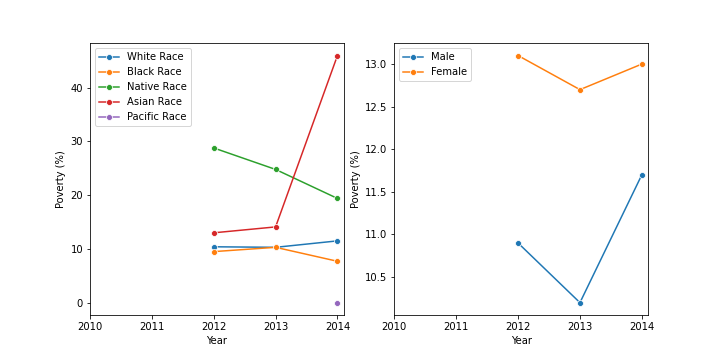 White Race
Black Race
Native Race
Asian Race
Pacific Race
Poverty (%)
40
30
20
10
0
2010 2011 2012 2013 2014
Year
Male
Female
Poverty (%)
13.0
12.5
12.0
11.5
11.0
10.5
2010 2011 2012 2013 2014
Year